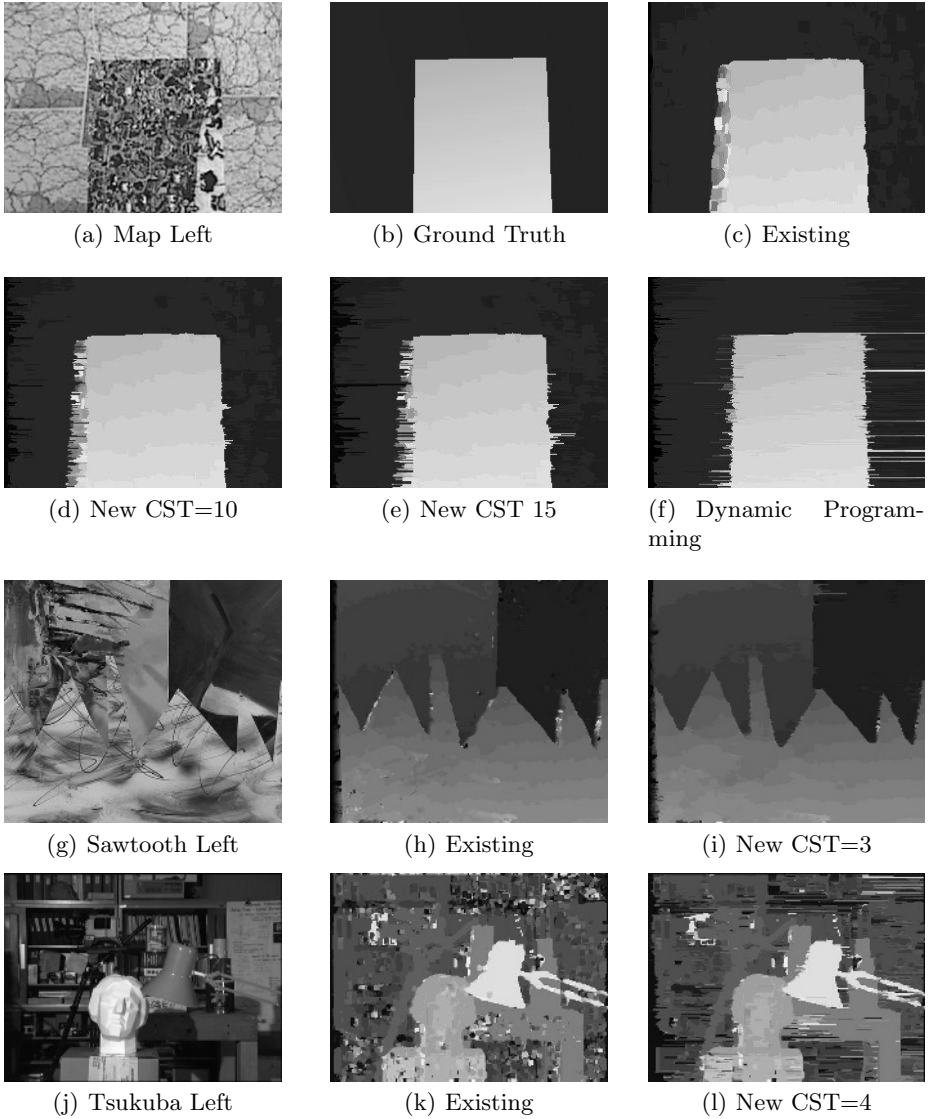 (a) Map Left
(b) Ground Truth
(c) Existing
(d) New CST=10
(e) New CST 15
(f) Dynamic Program-
ming
(g) Sawtooth Left
(h) Existing
(i) New CST=3
(j) Tsukuba Left
(k) Existing
(l) New CST=4